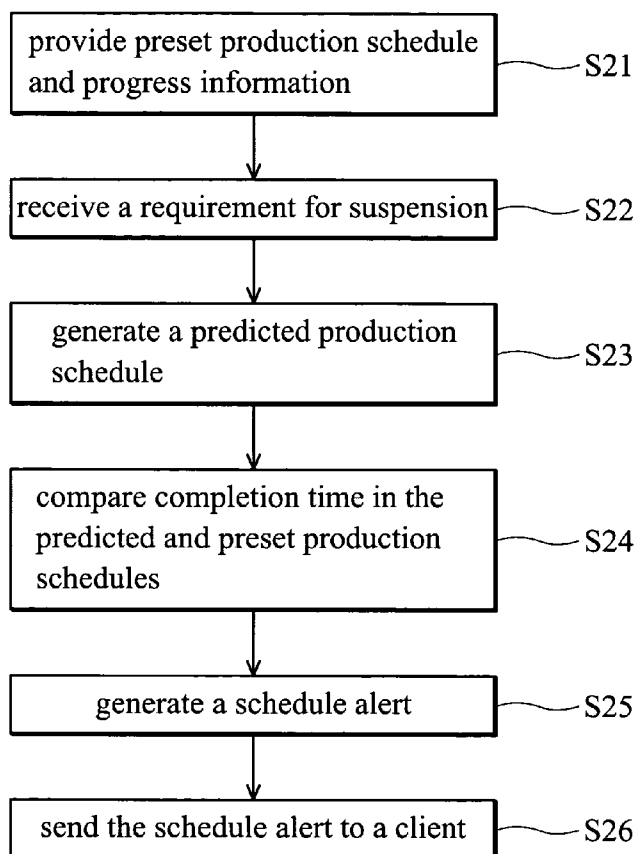 provide preset production schedule
and progress information
S21
receive a requirement for suspension
S22
generate a predicted production
schedule
S23
compare completion time in the
predicted and preset production
schedules
S24
generate a schedule alert
S25
send the schedule alert to a client
S26